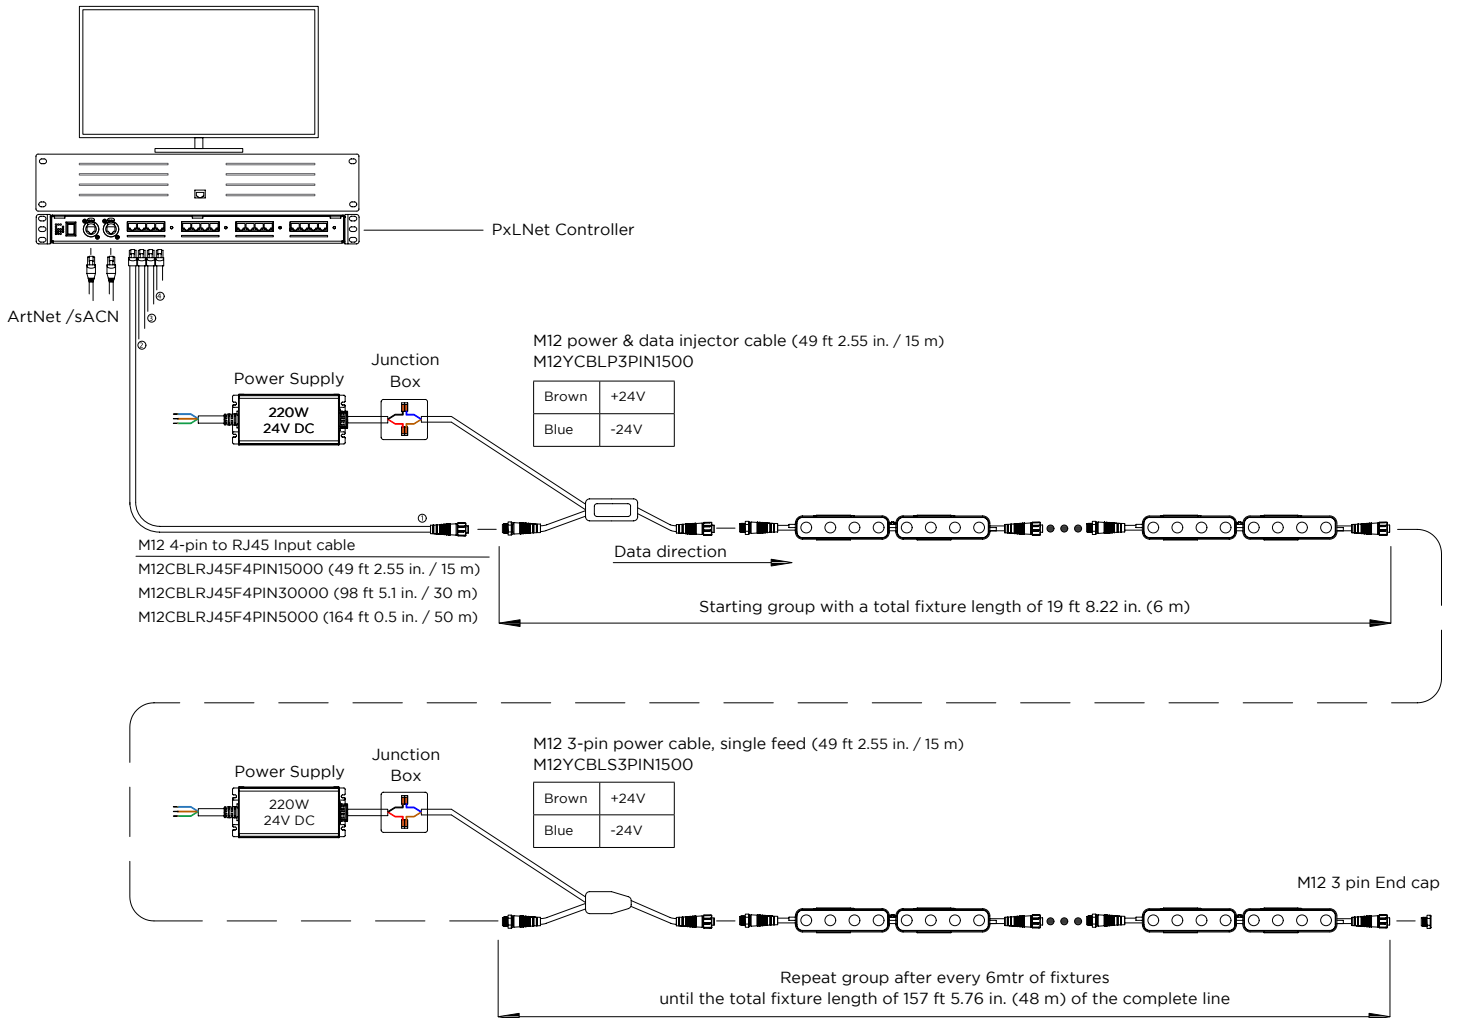 PxLNet Controller
④
ArtNet /sACN
③
②
M12 power & data injector cable (49 ft 2.55 in. / 15 m)
M12YCBLP3PIN1500
Junction
Box
Power Supply
Brown +24V
Blue -24V
220W
24V DC
①
M12 4-pin to RJ45 Input cable
M12CBLRJ45F4PIN15000 (49 ft 2.55 in. / 15 m)
M12CBLRJ45F4PIN30000 (98 ft 5.1 in. / 30 m)
M12CBLRJ45F4PIN5000 (164 ft 0.5 in. / 50 m)
Data direction
Starting group with a total fixture length of 19 ft 8.22 in. (6 m)
M12 3-pin power cable, single feed (49 ft 2.55 in. / 15 m)
M12YCBLS3PIN1500
Junction
Box
Power Supply
Brown +24V
Blue -24V
220W
24V DC
M12 3 pin End cap
Repeat group after every 6mtr of fixtures
until the total fixture length of 157 ft 5.76 in. (48 m) of the complete line